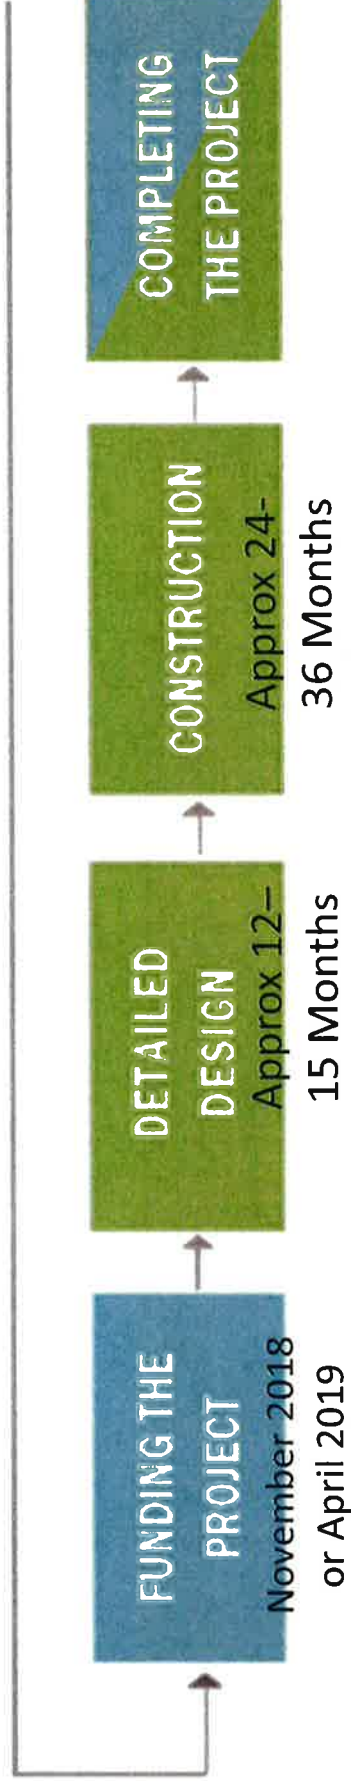 FUNDING THE
PROJECT
November 2018
or April 2019
DETAILED
DESIGN
Approx 12–
15 Months
CONSTRUCTION
Approx 24-
36 Months
COMPLETING
THE PROJECT